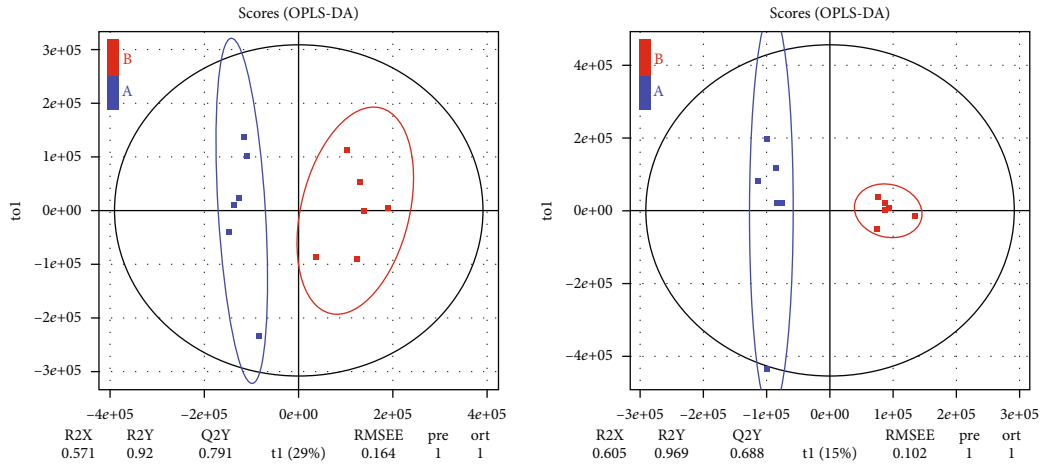 Scores (OPLS-DA)
B
A
3e+05
2e+05
1e+05
0e+00
−1e+05
−2e+05
−3e+05
to1
−4e+05 −2e+05 0e+00 2e+05 4e+05
R2X R2Y Q2Y RMSEE pre ort
0.571 0.92 0.791 t1 (29%) 0.164 1 1
Scores (OPLS-DA)
B
A
4e+05
2e+05
0e+00
−2e+05
−4e+05
to1
−3e+05 −2e+05 −1e+05 0e+00 1e+05 2e+05 3e+05
R2X R2Y Q2Y RMSEE pre ort
0.605 0.969 0.688 t1 (15%) 0.102 1 1